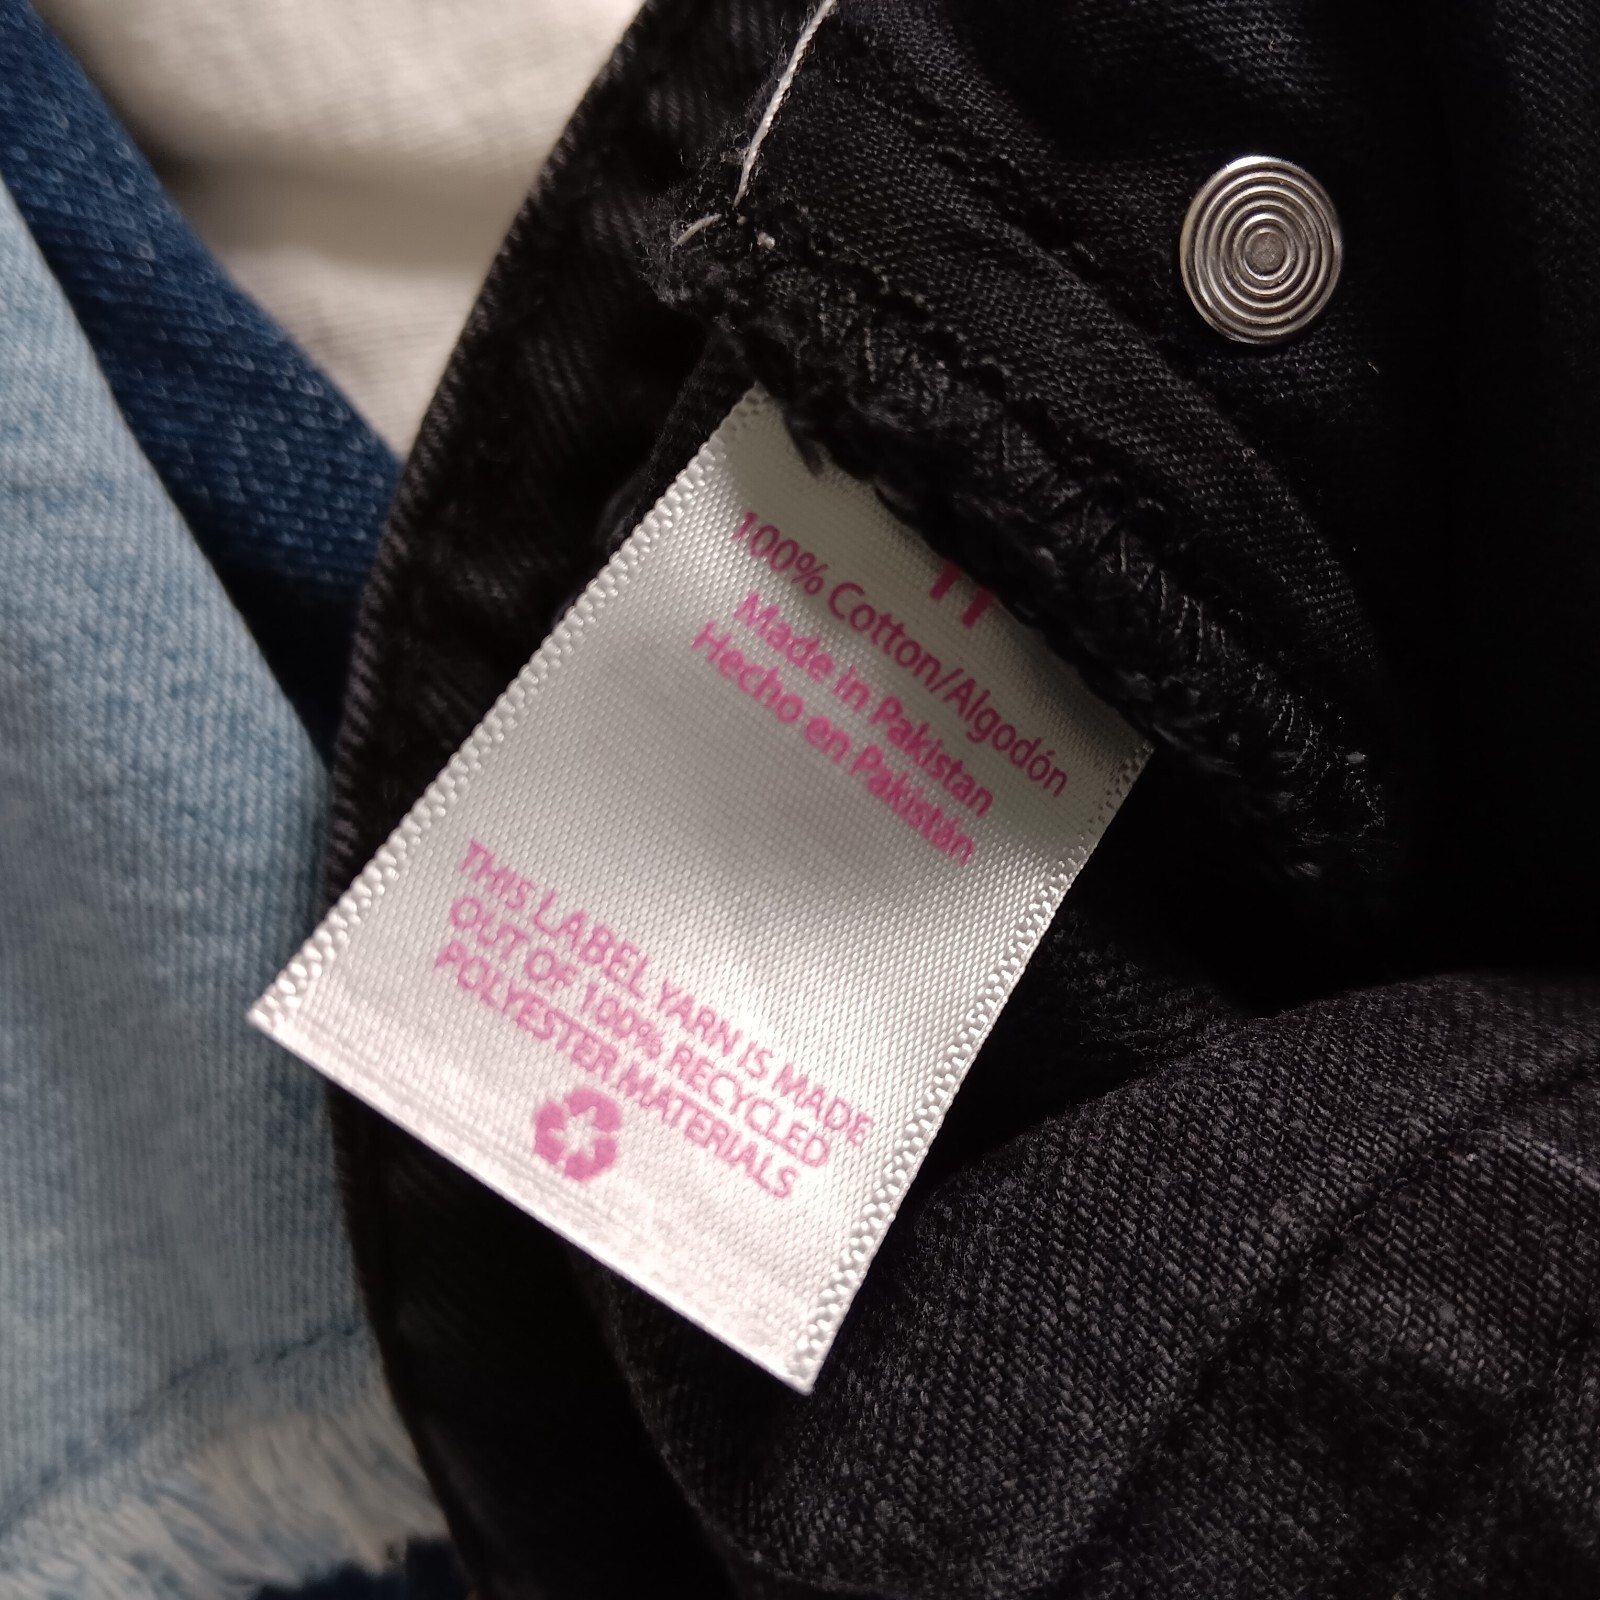 100% Cotton/Algodón
Made in Pakistan
Hecho en Pakistán
THIS LABEL YARN IS MADE
OUT OF 100% RECYCLED
POLYESTER MATERIALS